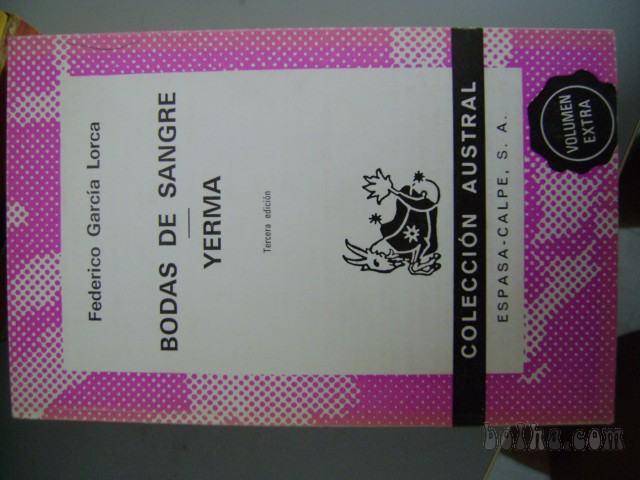 Federico García Lorca
BODAS DE SANGRE
YERMA
Tercera edición
COLECCIÓN AUSTRAL
ESPASA-CALPE, S. A.
VOLUMEN
EXTRA
bolha.com